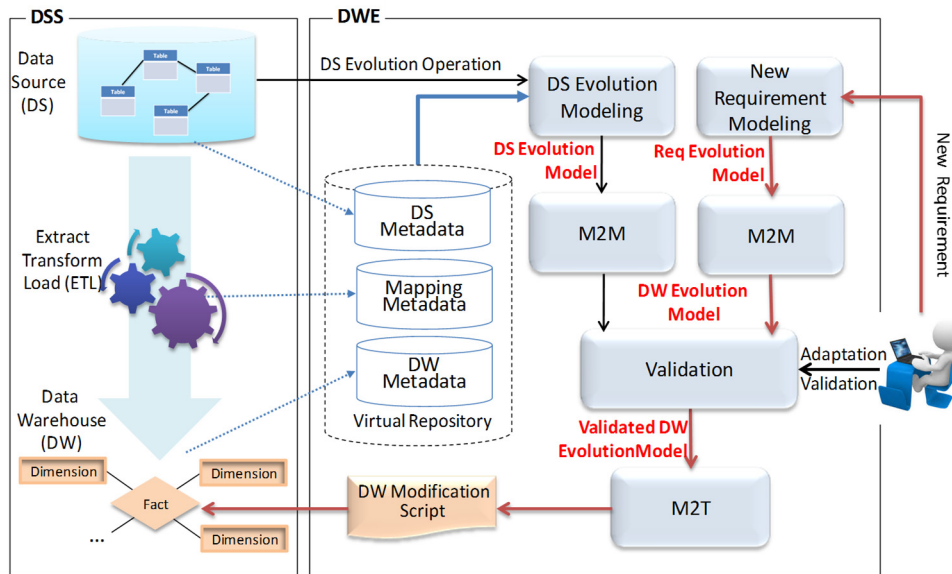 DSS
DWE
Data
Source
(DS)
Table
Table
Table
Table
DS Evolution Operation
DS Evolution
Modeling
New
Requirement
Modeling
DS Evolution
Model
Req Evolution
Model
DS
Metadata
Mapping
Metadata
DW
Metadata
Virtual Repository
Extract
Transform
Load (ETL)
M2M
M2M
DW Evolution
Model
New Requirement
Validation
Adaptation
Validation
Validated DW
EvolutionModel
Data
Warehouse
(DW)
Dimension
Dimension
Fact
...
Dimension
DW Modification
Script
M2T